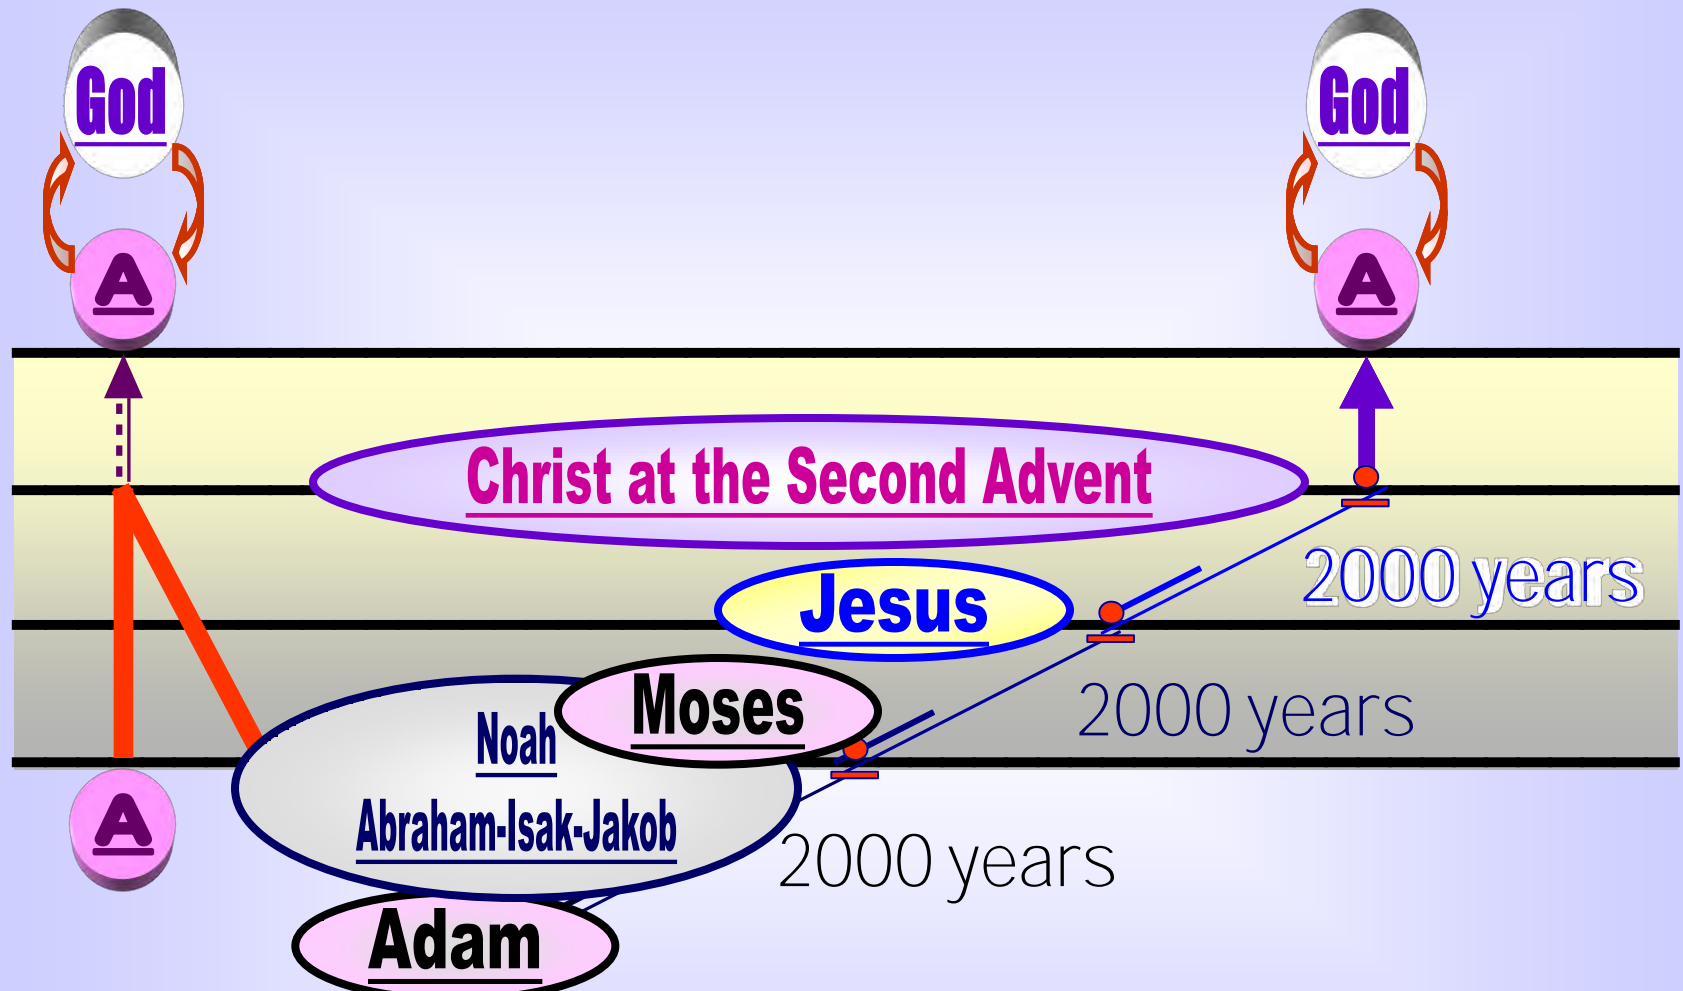 God
God
A
A
Christ at the Second Advent
2000 years
Jesus
Moses
2000 years
Noah
Abraham-Isak-Jakob
A
2000 years
Adam